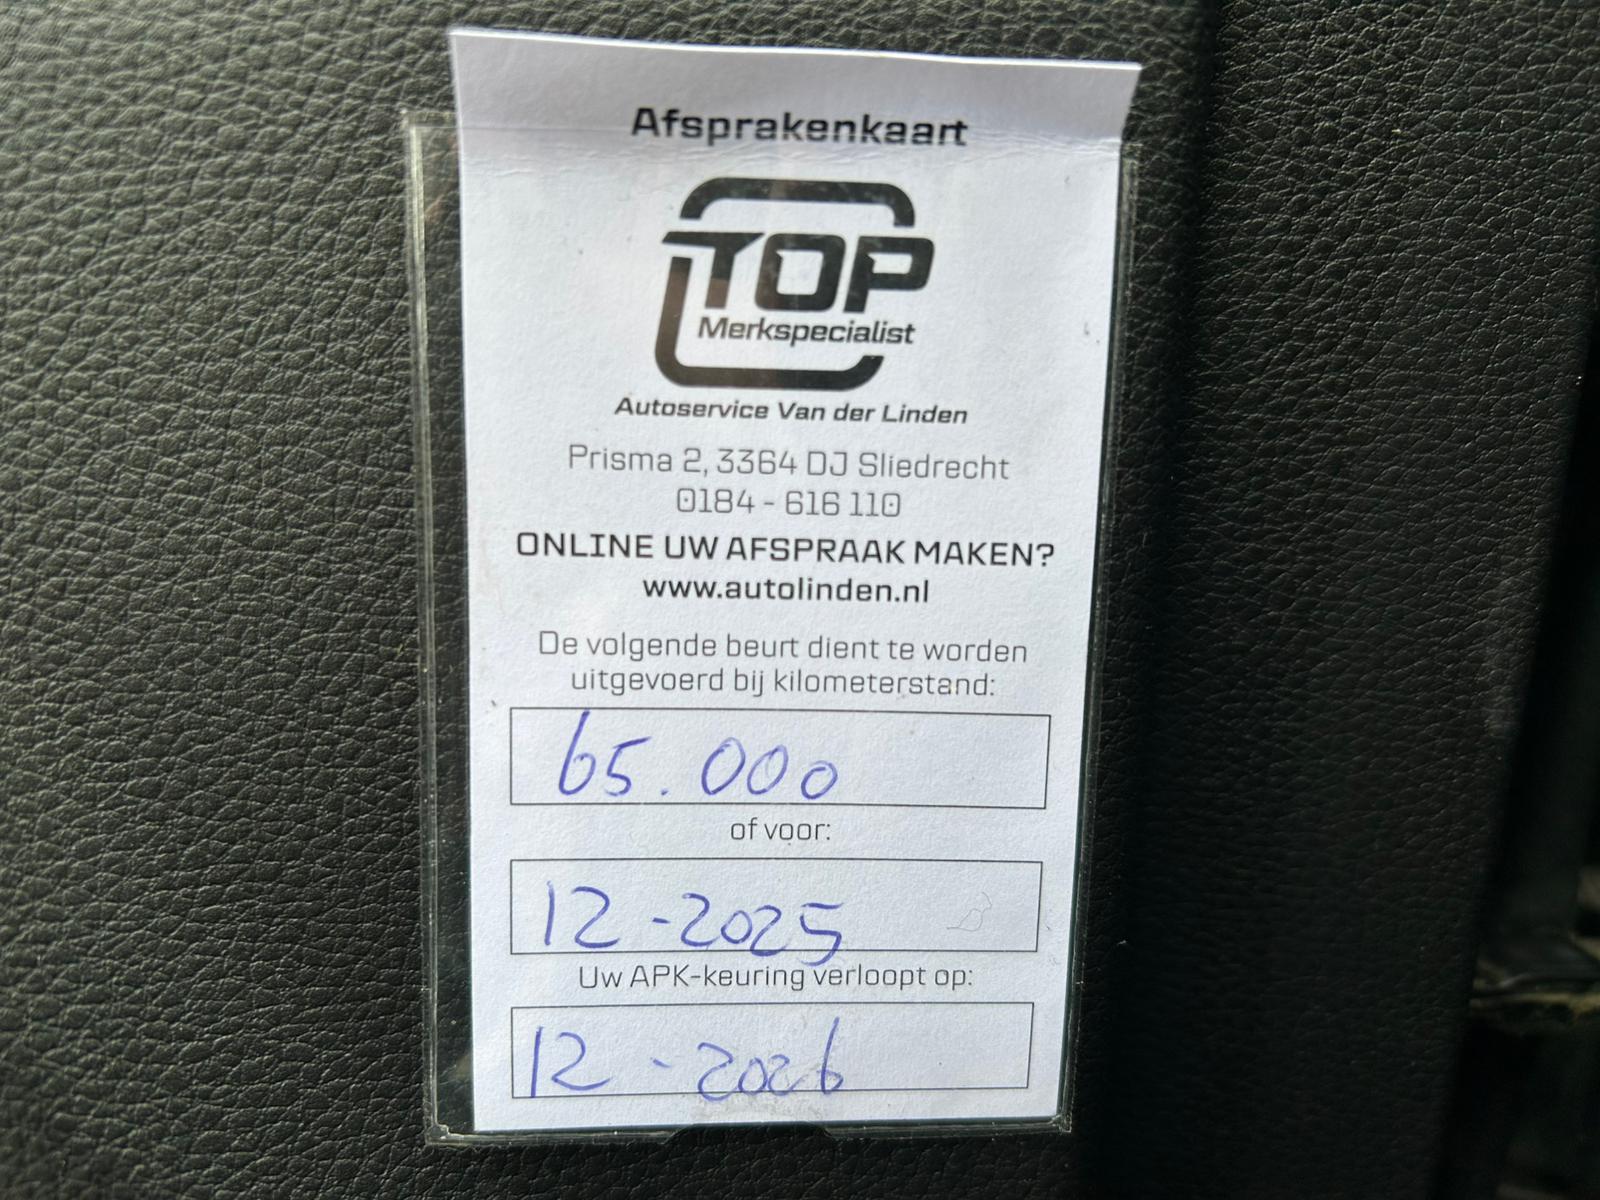 Afsprakenkaart
TOP
Merkspecialist
Autoservice Van der Linden
Prisma 2, 3364 DJ Sliedrecht
0184 - 616 110
ONLINE UW AFSPRAAK MAKEN?
www.autolinden.nl
De volgende beurt dient te worden
uitgevoerd bij kilometerstand:
65.000
of voor:
12-2025
Uw APK-keuring verloopt op:
12-2026